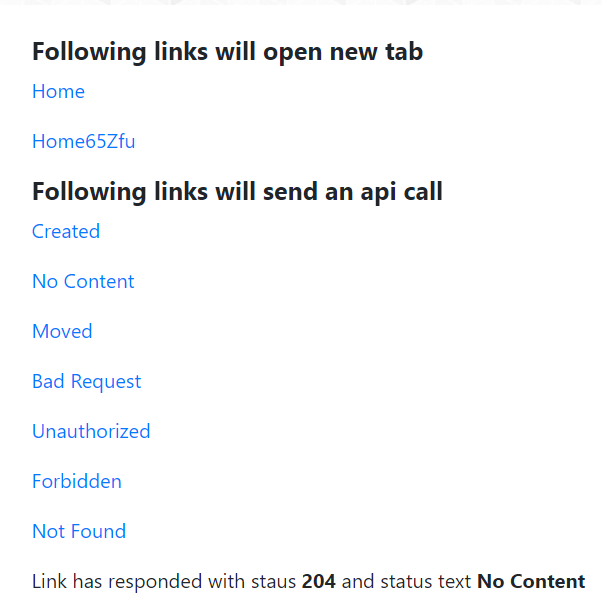 Following links will open new tab
Home
Home65Zfu
Following links will send an api call
Created
No Content
Moved
Bad Request
Unauthorized
Forbidden
Not Found
Link has responded with staus 204 and status text No Content